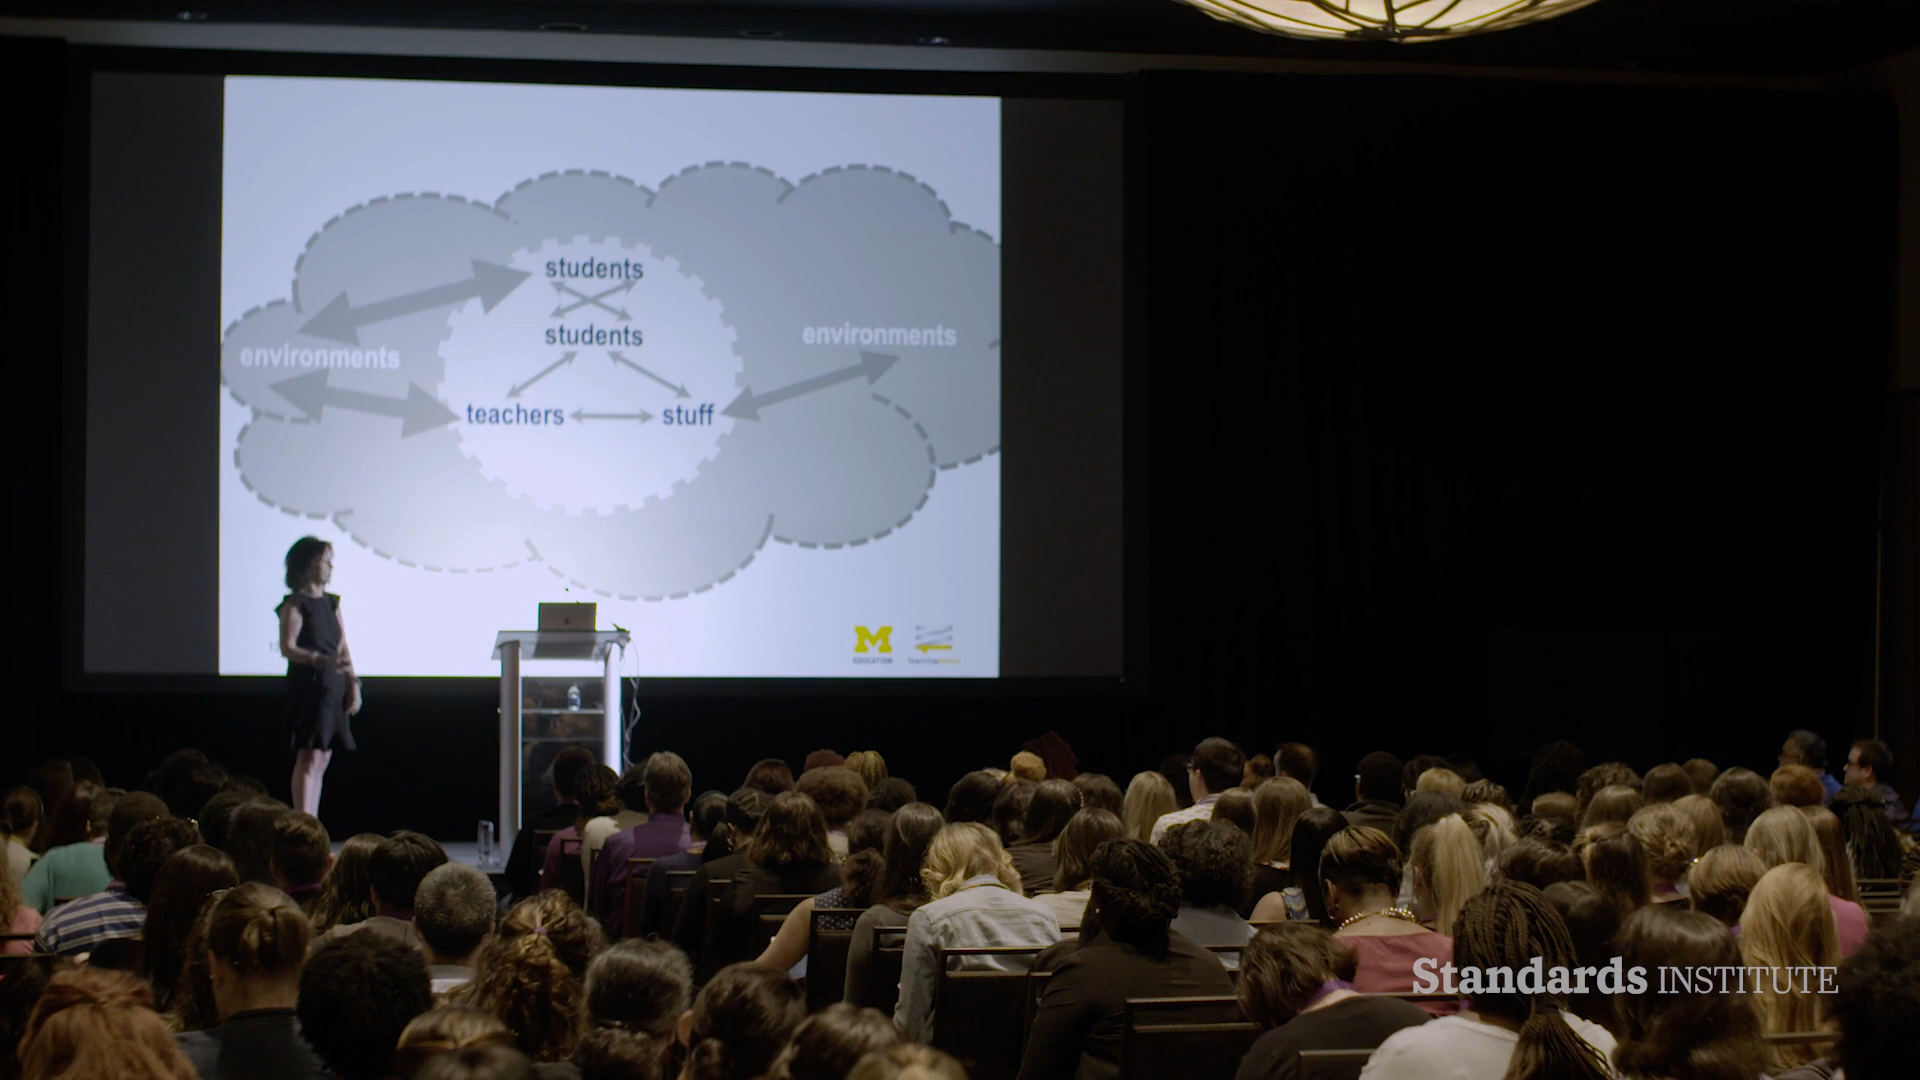 students
students
environments
environments
teachers
stuff
M
EDUCATION
Standards INSTITUTE